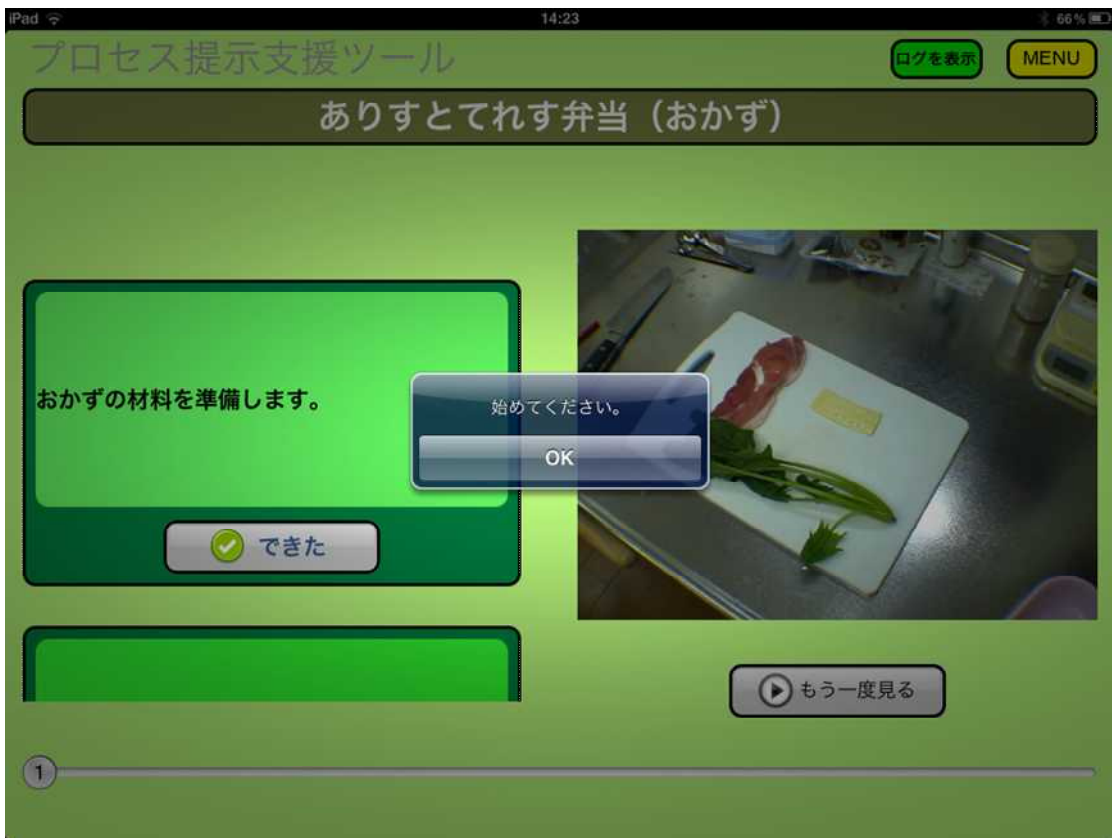 iPad 14:23 66%
プロセス提示支援ツール
ログを表示
MENU
ありすとてれす弁当（おかず）
おかずの材料を準備します。
始めてください。
OK
できた
もう一度見る
1